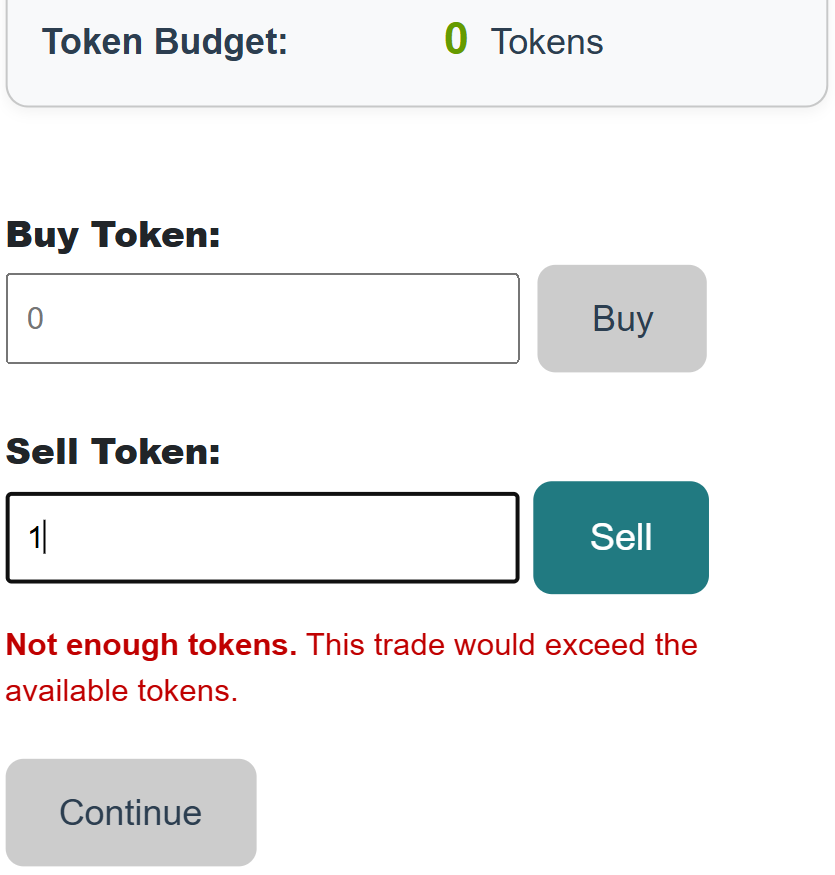 Token Budget: 0 Tokens
Buy Token:
0 Buy
Sell Token:
1 Sell
Not enough tokens. This trade would exceed the
available tokens.
Continue